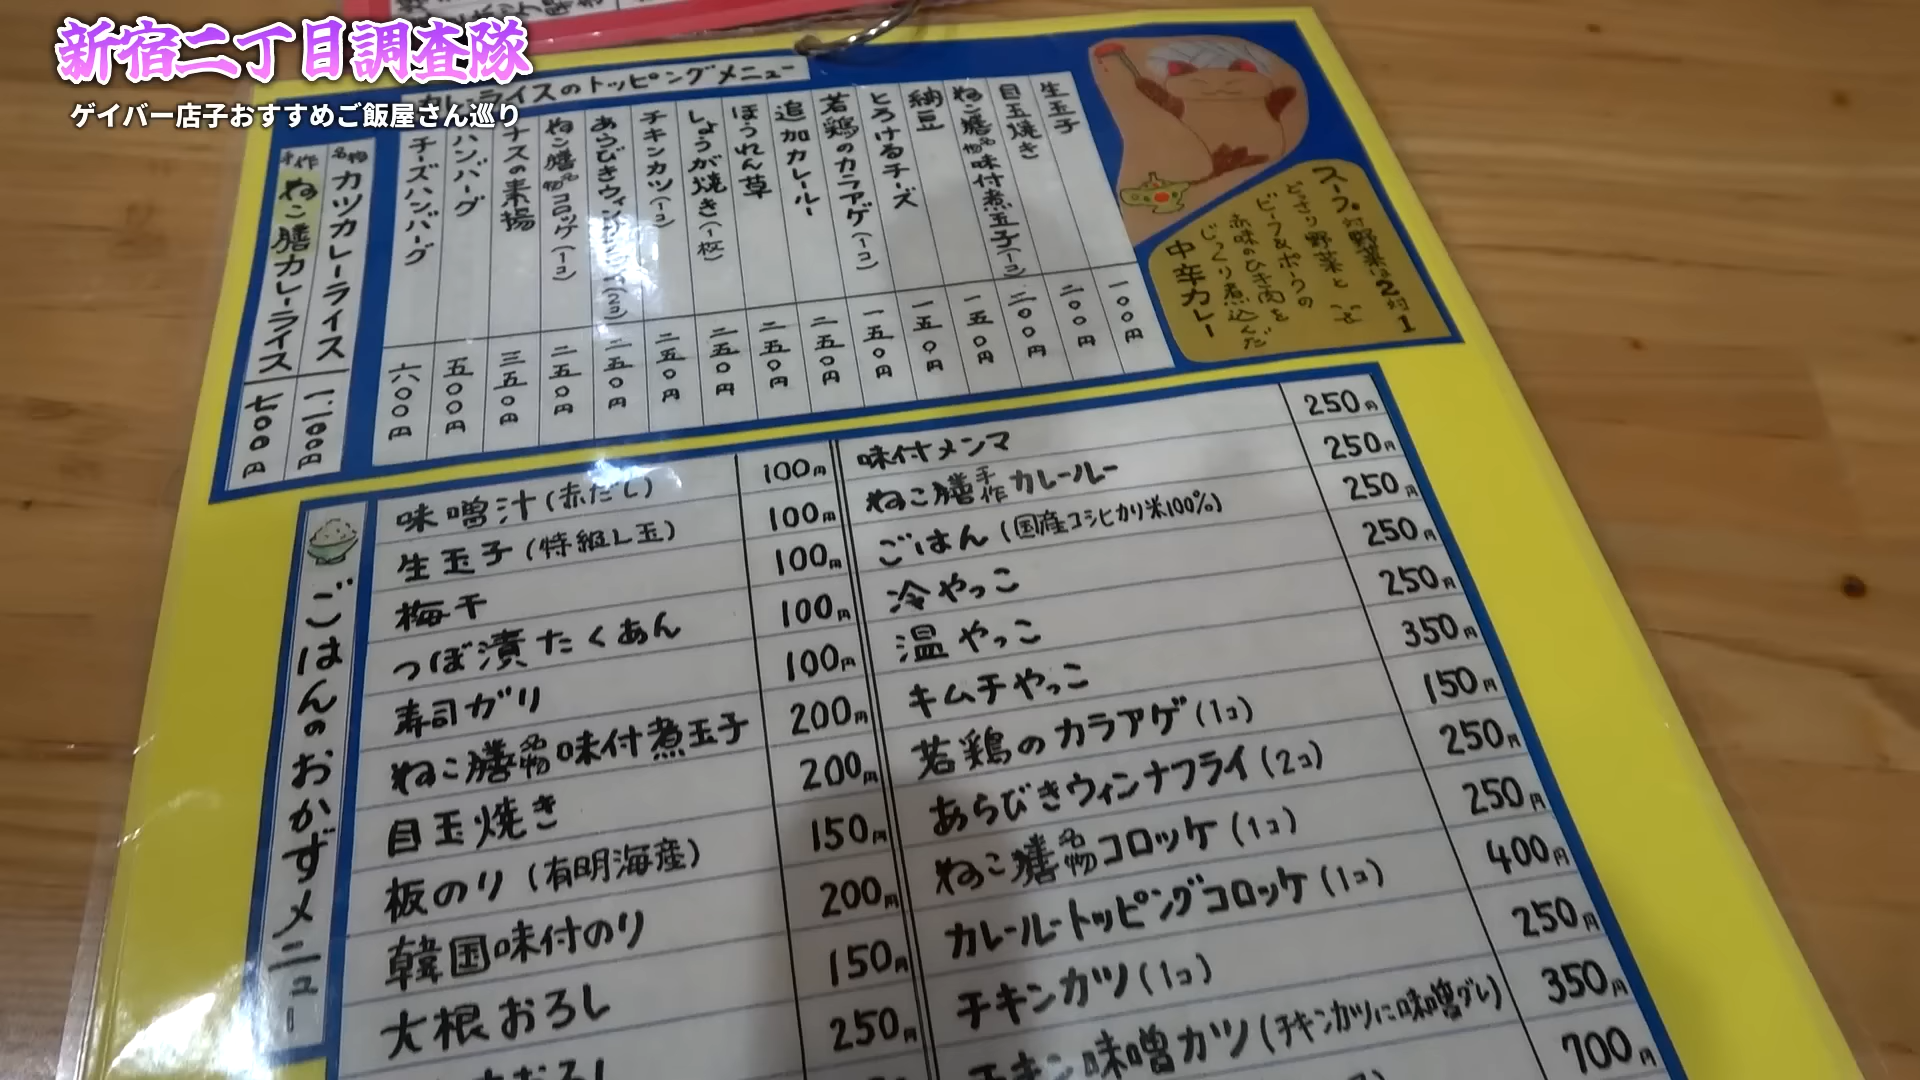 新宿二丁目調査隊
ゲイバー店子おすすめご飯屋さん巡り
ライスのトッピングメニュー
生玉子 一〇〇円
目玉焼き 二〇〇円
ねこ膳名物味付煮玉子(1コ) 二〇〇円
納豆 一五〇円
とろけるチーズ 一五〇円
若鶏のカラアゲ(1コ) 一五〇円
追加カレールー 二五〇円
ほうれん草 二五〇円
しょうが焼き(1枚) 二五〇円
チキンカツ(1コ) 二五〇円
あらびきウィン(2コ) 二五〇円
ねこ膳名物コロッケ(1コ) 二五〇円
ナスの素揚 三五〇円
ハンバーグ 五〇〇円
チーズハンバーグ 六〇〇円
名物カツカレーライス 一、一〇〇円
手作ねこ膳カレーライス 七〇〇円
スープ。対野菜は2対1
どっさり野菜と
ビーフ&ポークの
赤味のひき肉を
じっくり煮込んだ
中辛カレー
ごはんのおかずメニュー
味噌汁(赤だし) 100円
生玉子(特級L玉) 100円
梅干 100円
つぼ漬たくあん 100円
寿司ガリ 100円
ねこ膳名物味付煮玉子 200円
目玉焼き 200円
板のり(有明海産) 150円
韓国味付のり 200円
大根おろし 150円
250円
味付メンマ 250円
ねこ膳手作カレールー 250円
ごはん(国産コシヒカリ米100%) 250円
冷やっこ 250円
温やっこ 250円
キムチやっこ 350円
若鶏のカラアゲ(1コ) 150円
あらびきウィンナフライ(2コ) 250円
ねこ膳名物コロッケ(1コ) 250円
カレールートッピングコロッケ(1コ) 400円
チキンカツ(1コ) 250円
チキン味噌カツ(チキンカツに味噌ダレ) 350円
700円